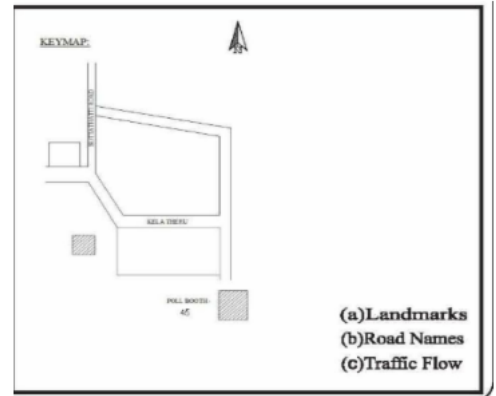 KEYMAP:
KELA THERU
POLL BOOTH-
45
(a)Landmarks
(b)Road Names
(c)Traffic Flow